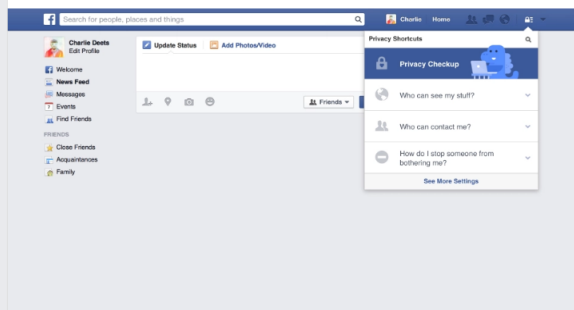 f
Search for people, places and things
Charlie
Home
Charlie Deets
Edit Profile
Welcome
News Feed
Messages
7
Events
Find Friends
FRIENDS
Close Friends
Acquaintances
Family
Update Status
Add Photos/Video
Friends
Privacy Shortcuts
Privacy Checkup
Who can see my stuff?
Who can contact me?
How do I stop someone from
bothering me?
See More Settings